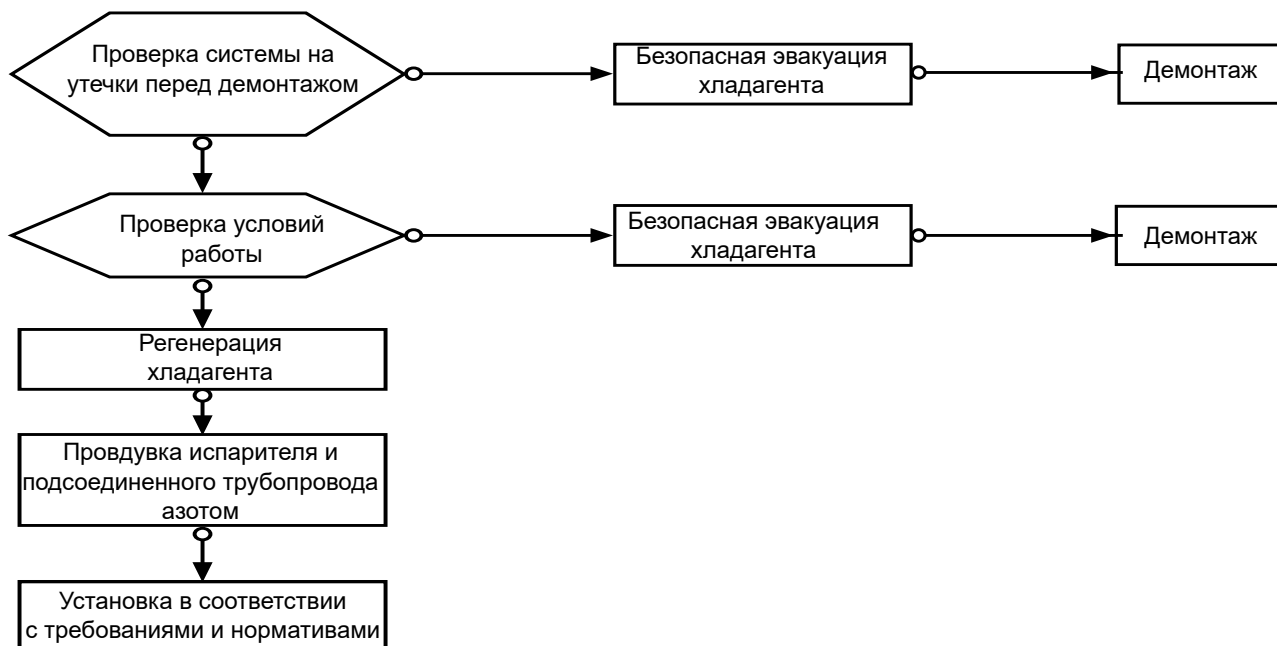 Проверка системы на
утечки перед демонтажом
Безопасная эвакуация
хладагента
Демонтаж
Проверка условий
работы
Безопасная эвакуация
хладагента
Демонтаж
Регенерация
хладагента
Провдувка испарителя и
подсоединенного трубопровода
азотом
Установка в соответствии
с требованиями и нормативами